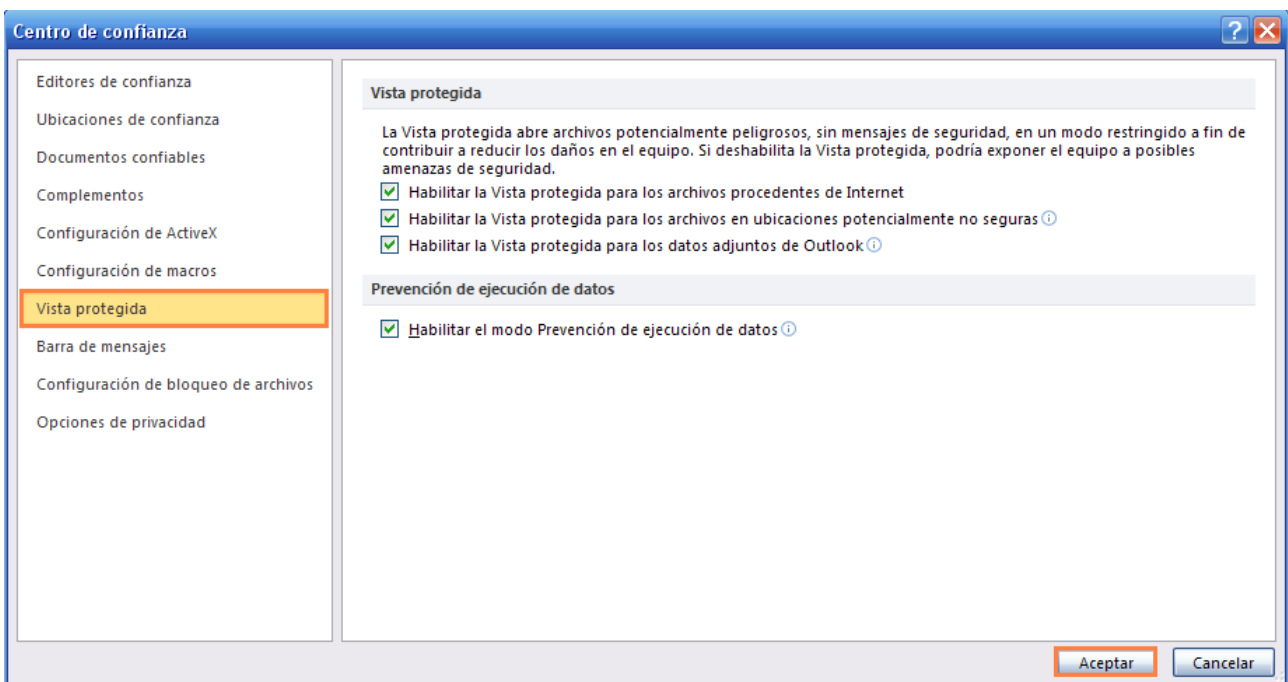 Centro de confianza
Editores de confianza
Ubicaciones de confianza
Documentos confiables
Complementos
Configuración de ActiveX
Configuración de macros
Vista protegida
Barra de mensajes
Configuración de bloqueo de archivos
Opciones de privacidad
Vista protegida
La Vista protegida abre archivos potencialmente peligrosos, sin mensajes de seguridad, en un modo restringido a fin de
contribuir a reducir los daños en el equipo. Si deshabilita la Vista protegida, podría exponer el equipo a posibles
amenazas de seguridad.
Habilitar la Vista protegida para los archivos procedentes de Internet
Habilitar la Vista protegida para los archivos en ubicaciones potencialmente no seguras
Habilitar la Vista protegida para los datos adjuntos de Outlook
Prevención de ejecución de datos
Habilitar el modo Prevención de ejecución de datos
Aceptar
Cancelar